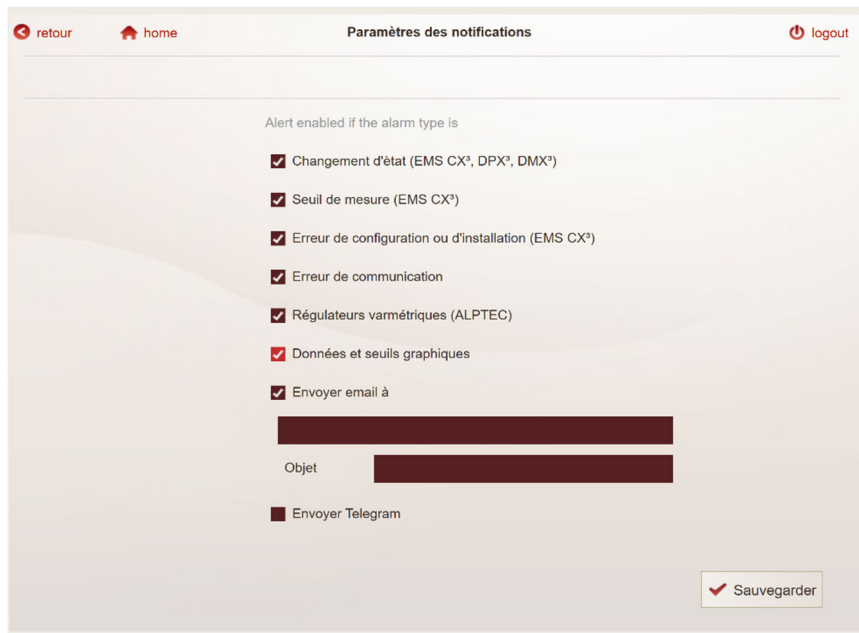 retour home Paramètres des notifications logout
Alert enabled if the alarm type is
Changement d'ètat (EMS CX³, DPX³, DMX³)
Seuil de mesure (EMS CX³)
Erreur de configuration ou d'installation (EMS CX³)
Erreur de communication
Régulateurs varmétriques (ALPTEC)
Données et seuils graphiques
Envoyer email à
Objet
Envoyer Telegram
Sauvegarder